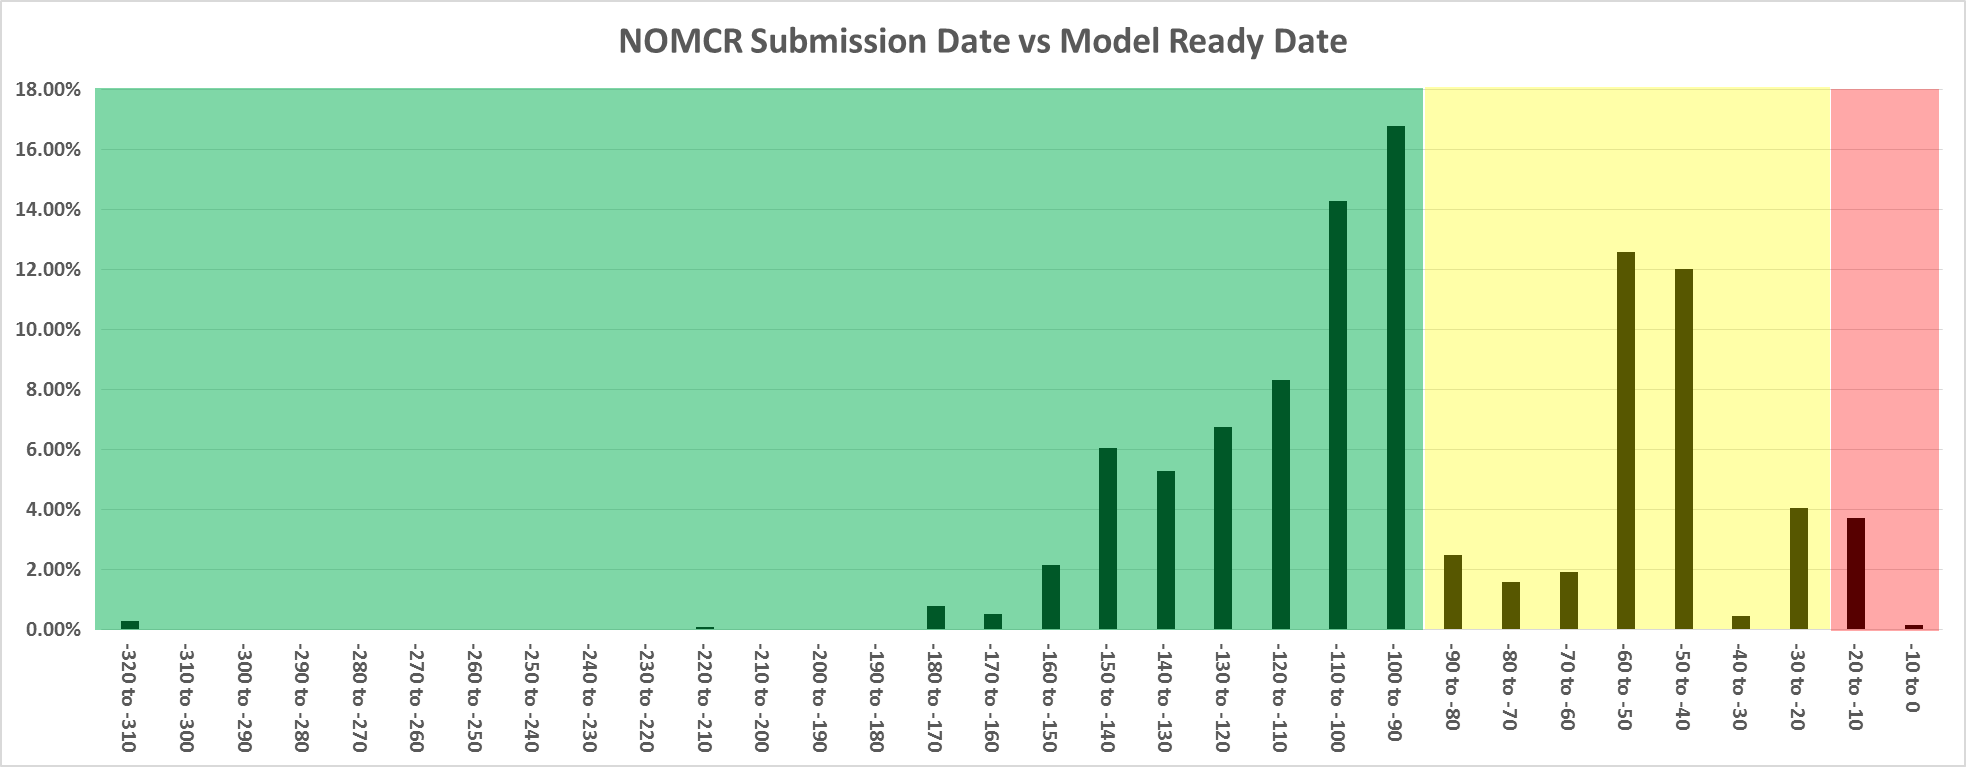 NOMCR Submission Date vs Model Ready Date
18.00%
16.00%
14.00%
12.00%
10.00%
8.00%
6.00%
4.00%
2.00%
0.00%
-320 to -310
-310 to -300
-300 to -290
-290 to -280
-280 to -270
-270 to -260
-260 to -250
-250 to -240
-240 to -230
-230 to -220
-220 to -210
-210 to -200
-200 to -190
-190 to -180
-180 to -170
-170 to -160
-160 to -150
-150 to -140
-140 to -130
-130 to -120
-120 to -110
-110 to -100
-100 to -90
-90 to -80
-80 to -70
-70 to -60
-60 to -50
-50 to -40
-40 to -30
-30 to -20
-20 to -10
-10 to 0